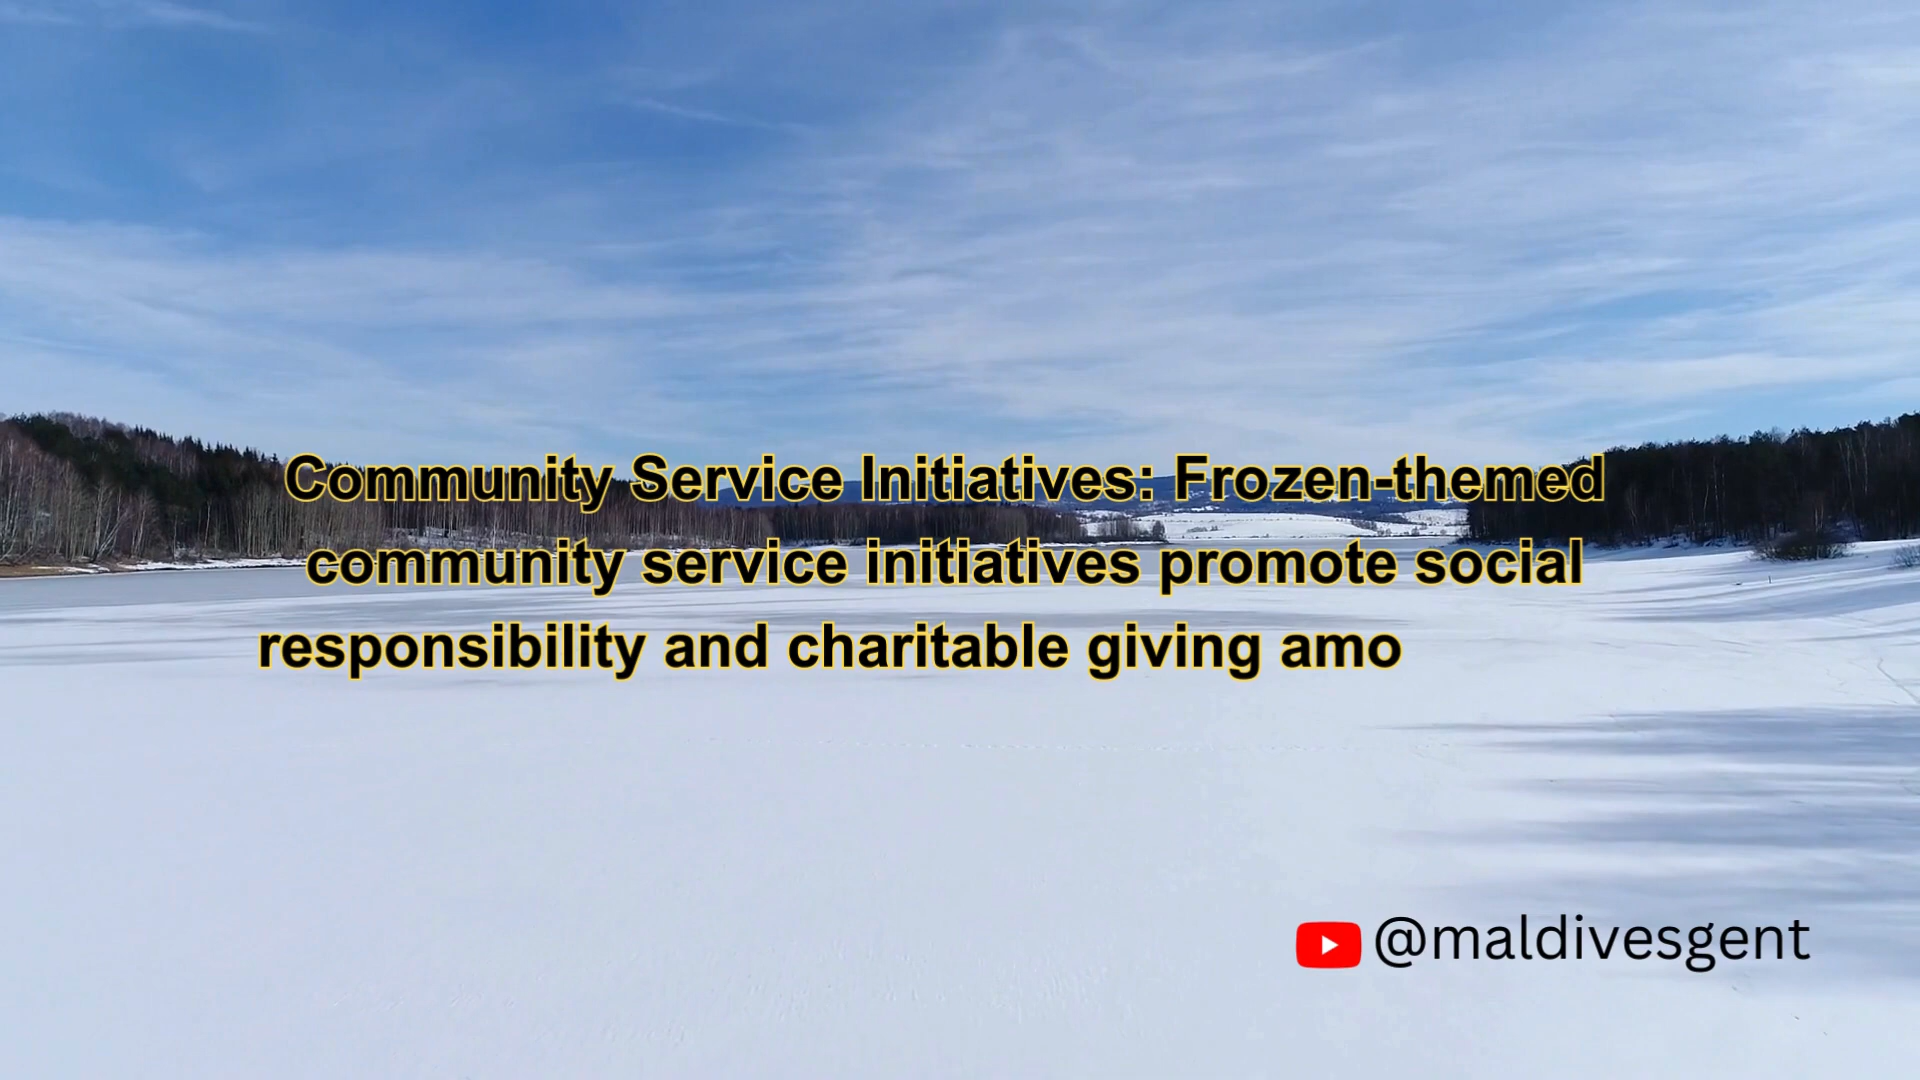 Community Service Initiatives: Frozen-themed
community service initiatives promote social
responsibility and charitable giving amo
@maldivesgent